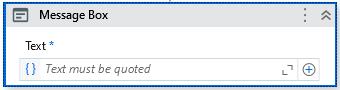 Message Box
Text *
{ } Text must be quoted